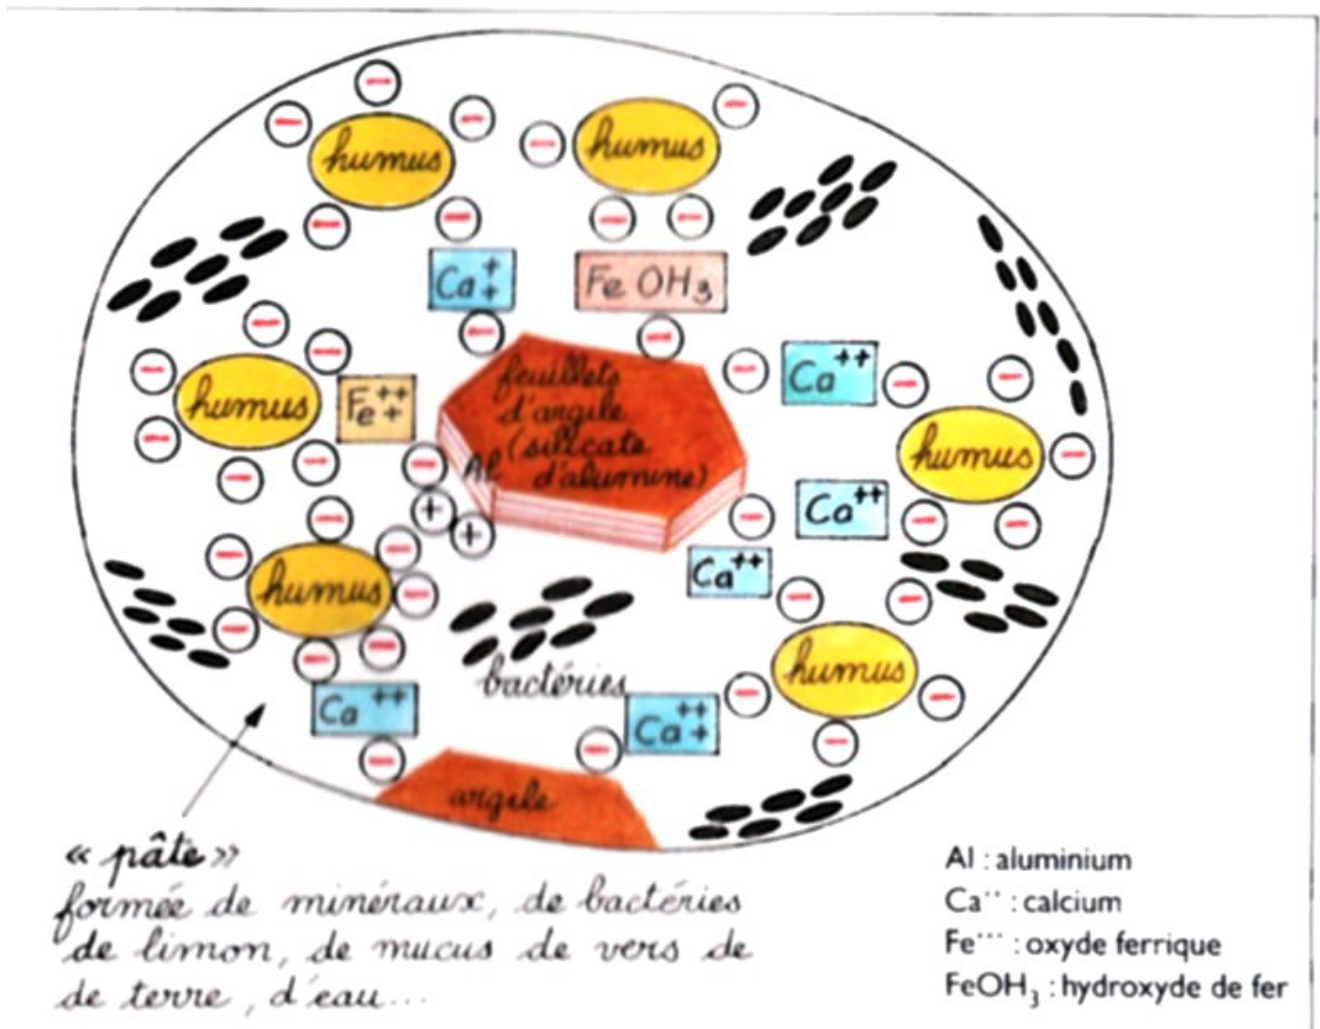 humus
humus
Ca++
Fe OH3
feuillets
d'argile
(silicate
d'alumine)
Al
Ca++
humus
Fe+++
humus
Ca++
+
+
Ca++
humus
humus
bactéries
Ca++
Ca+++
argile
« pâte »
formée de minéraux, de bactéries
de limon, de mucus de vers de
de terre, d'eau...
Al : aluminium
Ca·· : calcium
Fe··· : oxyde ferrique
FeOH3 : hydroxyde de fer